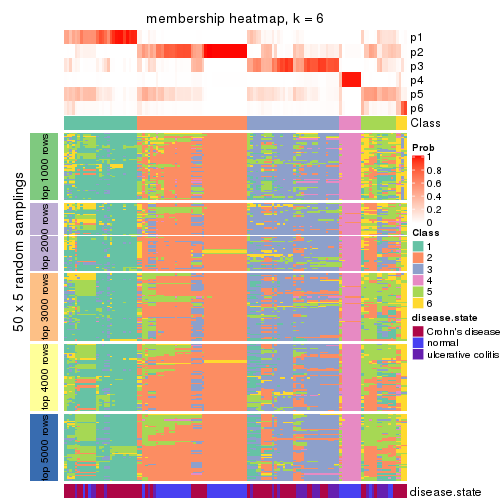 membership heatmap, k = 6
p1
p2
p3
p4
p5
p6
Class
Prob
1
0.8
0.6
0.4
0.2
0
Class
1
2
3
4
5
6
disease.state
Crohn's disease
normal
ulcerative colitis
50 x 5 random samplings
top 1000 rows
top 2000 rows
top 3000 rows
top 4000 rows
top 5000 rows
disease.state